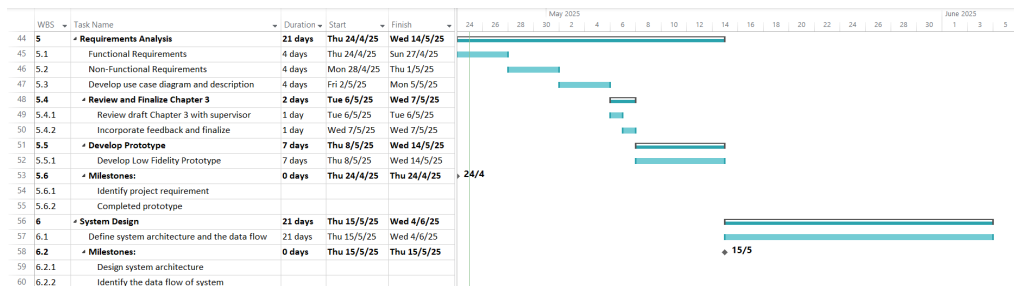 May 2025 June 2025
WBS Task Name Duration Start Finish 24 26 28 30 2 4 6 8 10 12 14 16 18 20 22 24 26 28 30 1 3 5
44 5 Requirements Analysis 21 days Thu 24/4/25 Wed 14/5/25
45 5.1 Functional Requirements 4 days Thu 24/4/25 Sun 27/4/25
46 5.2 Non-Functional Requirements 4 days Mon 28/4/25 Thu 1/5/25
47 5.3 Develop use case diagram and description 4 days Fri 2/5/25 Mon 5/5/25
48 5.4 Review and Finalize Chapter 3 2 days Tue 6/5/25 Wed 7/5/25
49 5.4.1 Review draft Chapter 3 with supervisor 1 day Tue 6/5/25 Tue 6/5/25
50 5.4.2 Incorporate feedback and finalize 1 day Wed 7/5/25 Wed 7/5/25
51 5.5 Develop Prototype 7 days Thu 8/5/25 Wed 14/5/25
52 5.5.1 Develop Low Fidelity Prototype 7 days Thu 8/5/25 Wed 14/5/25
53 5.6 Milestones: 0 days Thu 24/4/25 Thu 24/4/25 24/4
54 5.6.1 Identify project requirement
55 5.6.2 Completed prototype
56 6 System Design 21 days Thu 15/5/25 Wed 4/6/25
57 6.1 Define system architecture and the data flow 21 days Thu 15/5/25 Wed 4/6/25
58 6.2 Milestones: 0 days Thu 15/5/25 Thu 15/5/25 15/5
59 6.2.1 Design system architecture
60 6.2.2 Identify the data flow of system